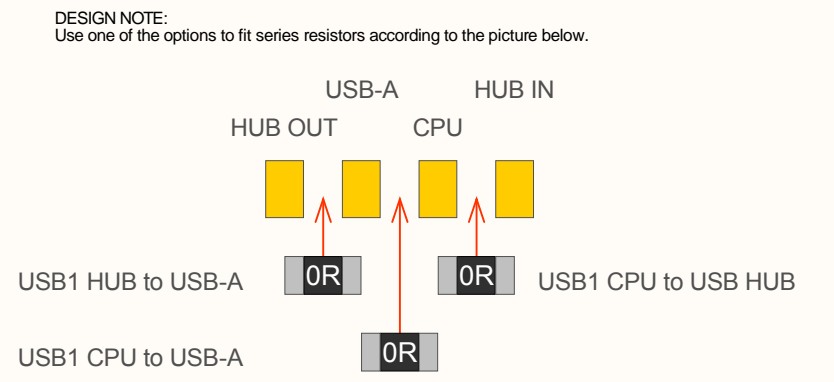 DESIGN NOTE:
Use one of the options to fit series resistors according to the picture below.
USB-A HUB IN
HUB OUT CPU
USB1 HUB to USB-A 0R 0R USB1 CPU to USB HUB
USB1 CPU to USB-A 0R